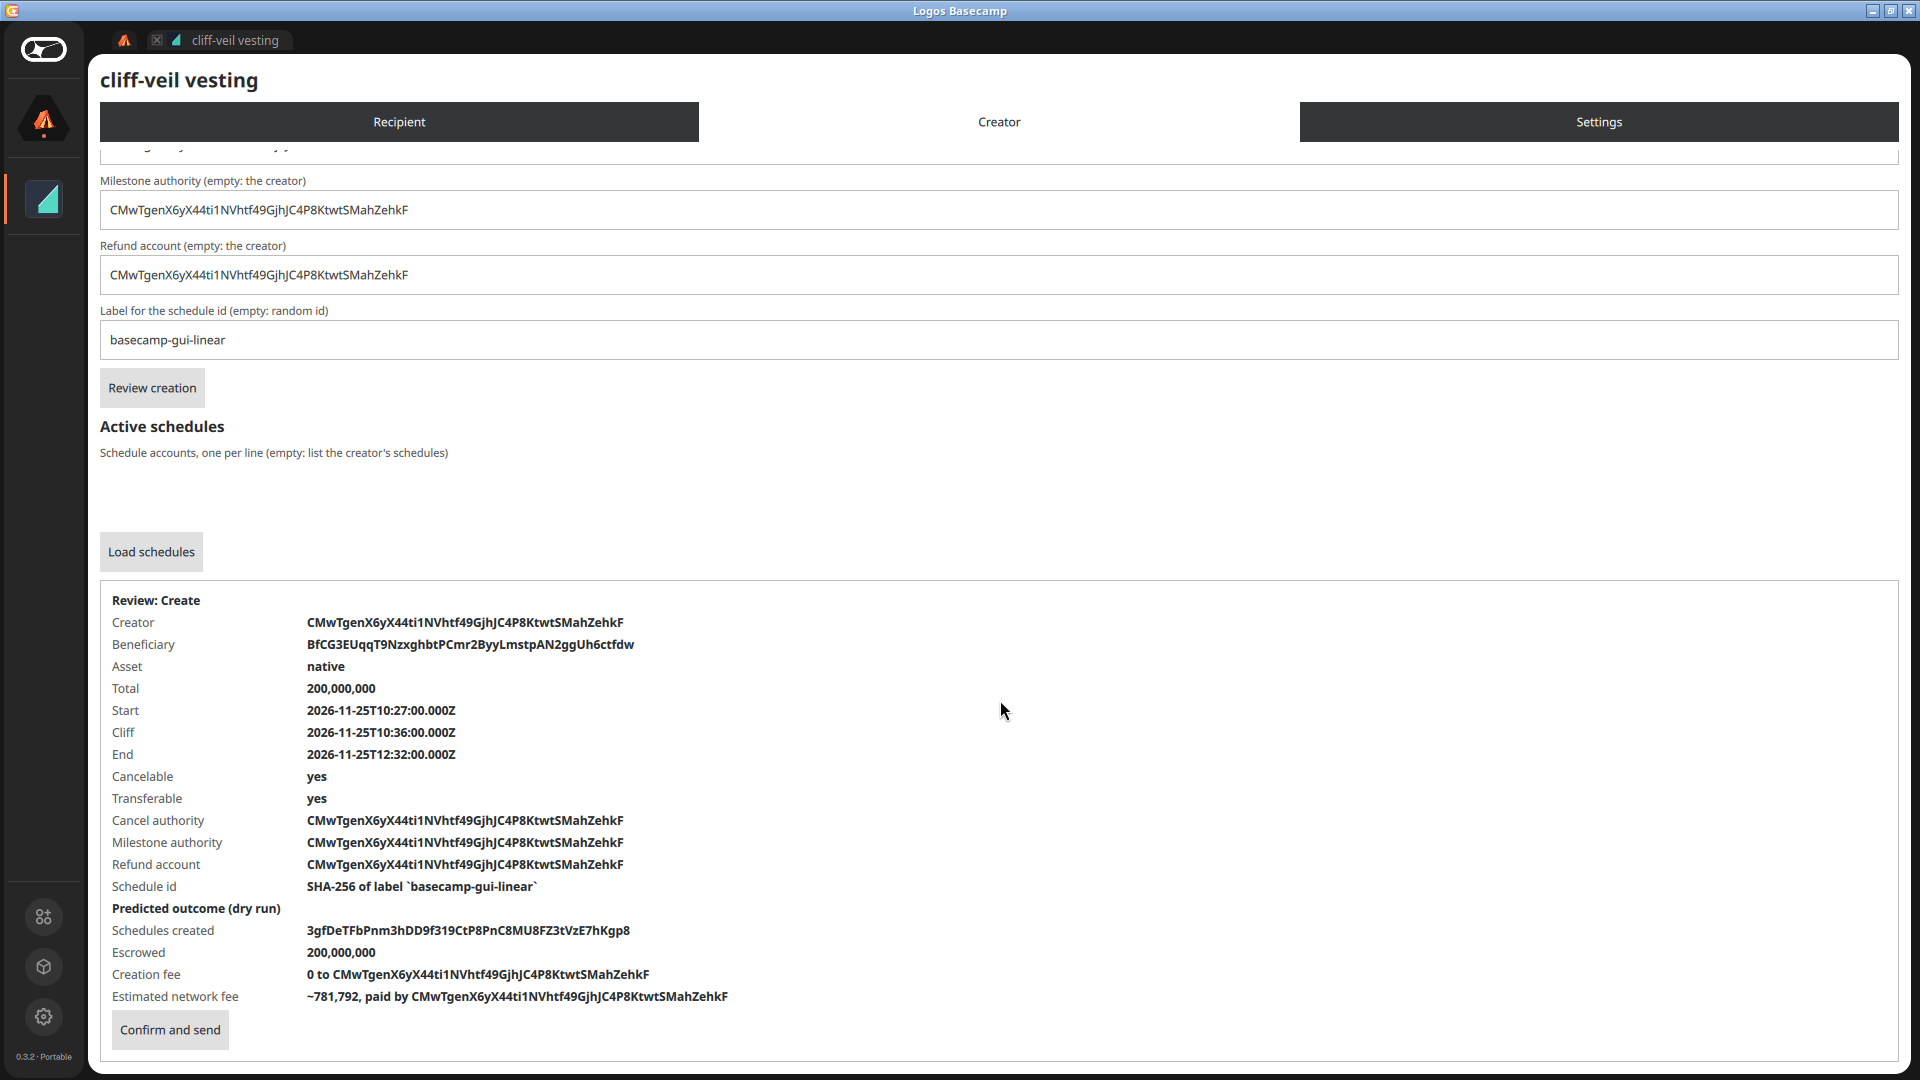 Logos Basecamp
cliff-veil vesting
cliff-veil vesting
Recipient
Creator
Settings
Milestone authority (empty: the creator)
CMwTgenX6yX44ti1NVhtf49GjhJC4P8KtwtSMahZehkF
Refund account (empty: the creator)
CMwTgenX6yX44ti1NVhtf49GjhJC4P8KtwtSMahZehkF
Label for the schedule id (empty: random id)
basecamp-gui-linear
Review creation
Active schedules
Schedule accounts, one per line (empty: list the creator's schedules)
Load schedules
Review: Create
Creator CMwTgenX6yX44ti1NVhtf49GjhJC4P8KtwtSMahZehkF
Beneficiary BfCG3EUqqT9NzxghbtPCmr2ByyLmstpAN2ggUh6ctfdw
Asset native
Total 200,000,000
Start 2026-11-25T10:27:00.000Z
Cliff 2026-11-25T10:36:00.000Z
End 2026-11-25T12:32:00.000Z
Cancelable yes
Transferable yes
Cancel authority CMwTgenX6yX44ti1NVhtf49GjhJC4P8KtwtSMahZehkF
Milestone authority CMwTgenX6yX44ti1NVhtf49GjhJC4P8KtwtSMahZehkF
Refund account CMwTgenX6yX44ti1NVhtf49GjhJC4P8KtwtSMahZehkF
Schedule id SHA-256 of label `basecamp-gui-linear`
Predicted outcome (dry run)
Schedules created 3gfDeTFbPnm3hDD9f319CtP8PnC8MU8FZ3tVzE7hKgp8
Escrowed 200,000,000
Creation fee 0 to CMwTgenX6yX44ti1NVhtf49GjhJC4P8KtwtSMahZehkF
Estimated network fee ~781,792, paid by CMwTgenX6yX44ti1NVhtf49GjhJC4P8KtwtSMahZehkF
Confirm and send
0.3.2 · Portable